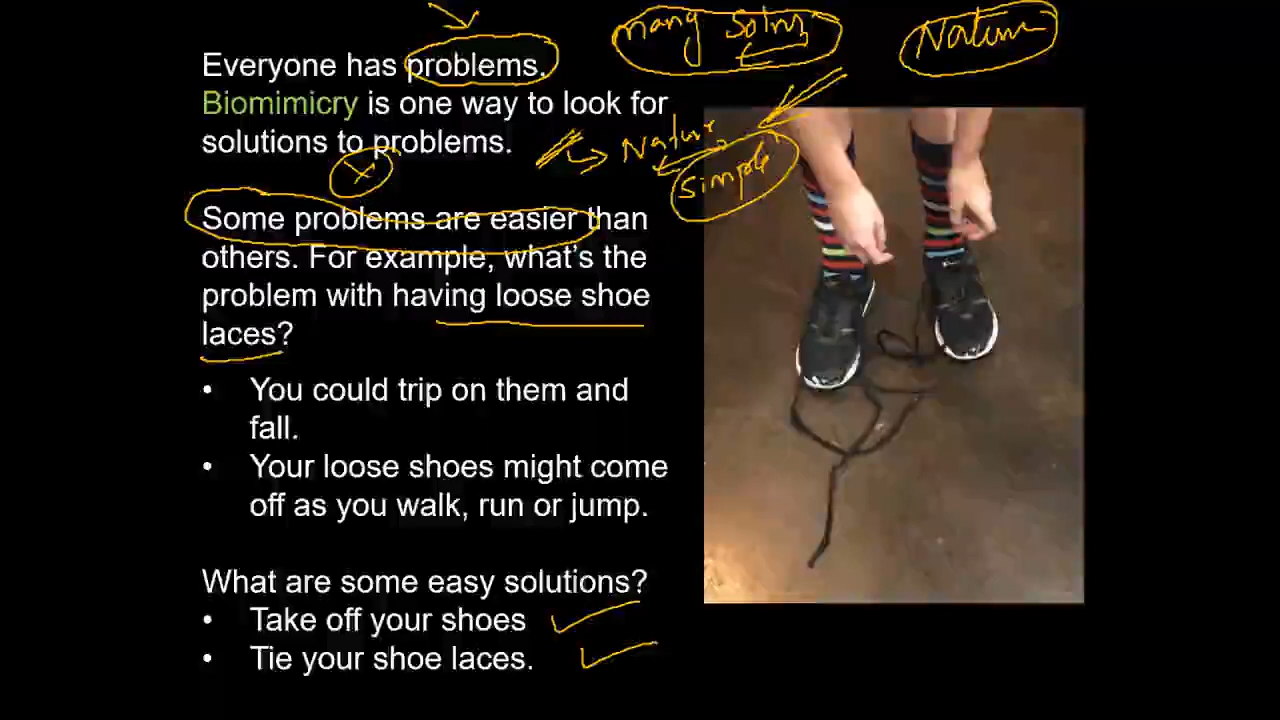 many Solns
Nature
Everyone has problems.
Biomimicry is one way to look for
solutions to problems.
Nature
Simple
Some problems are easier than
others. For example, what's the
problem with having loose shoe
laces?
• You could trip on them and
fall.
• Your loose shoes might come
off as you walk, run or jump.
What are some easy solutions?
• Take off your shoes
• Tie your shoe laces.